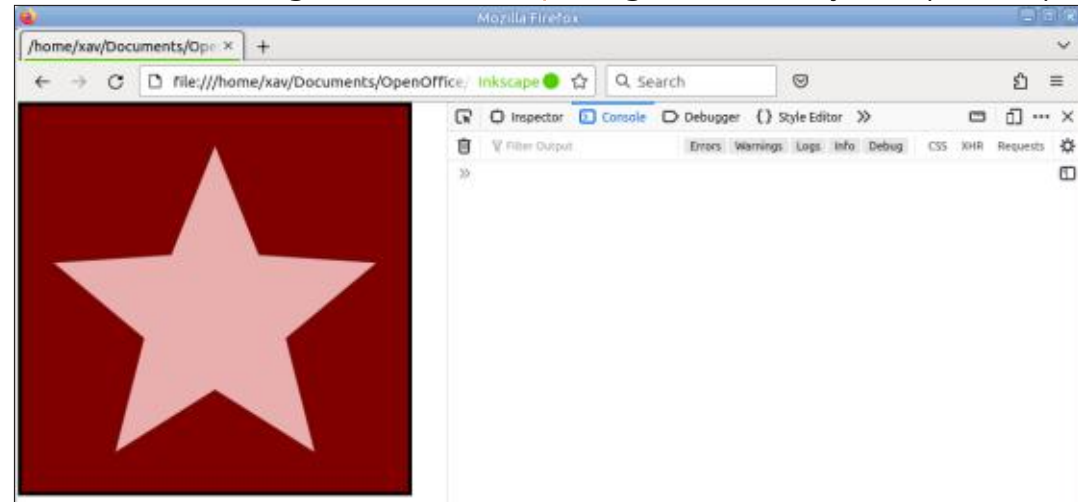 Mozilla Firefox
/home/xav/Documents/Ope × +
file:///home/xav/Documents/OpenOffice/ Inkscape Search
Inspector Console Debugger {} Style Editor »
Filter Output Errors Warnings Logs Info Debug CSS XHR Requests
»